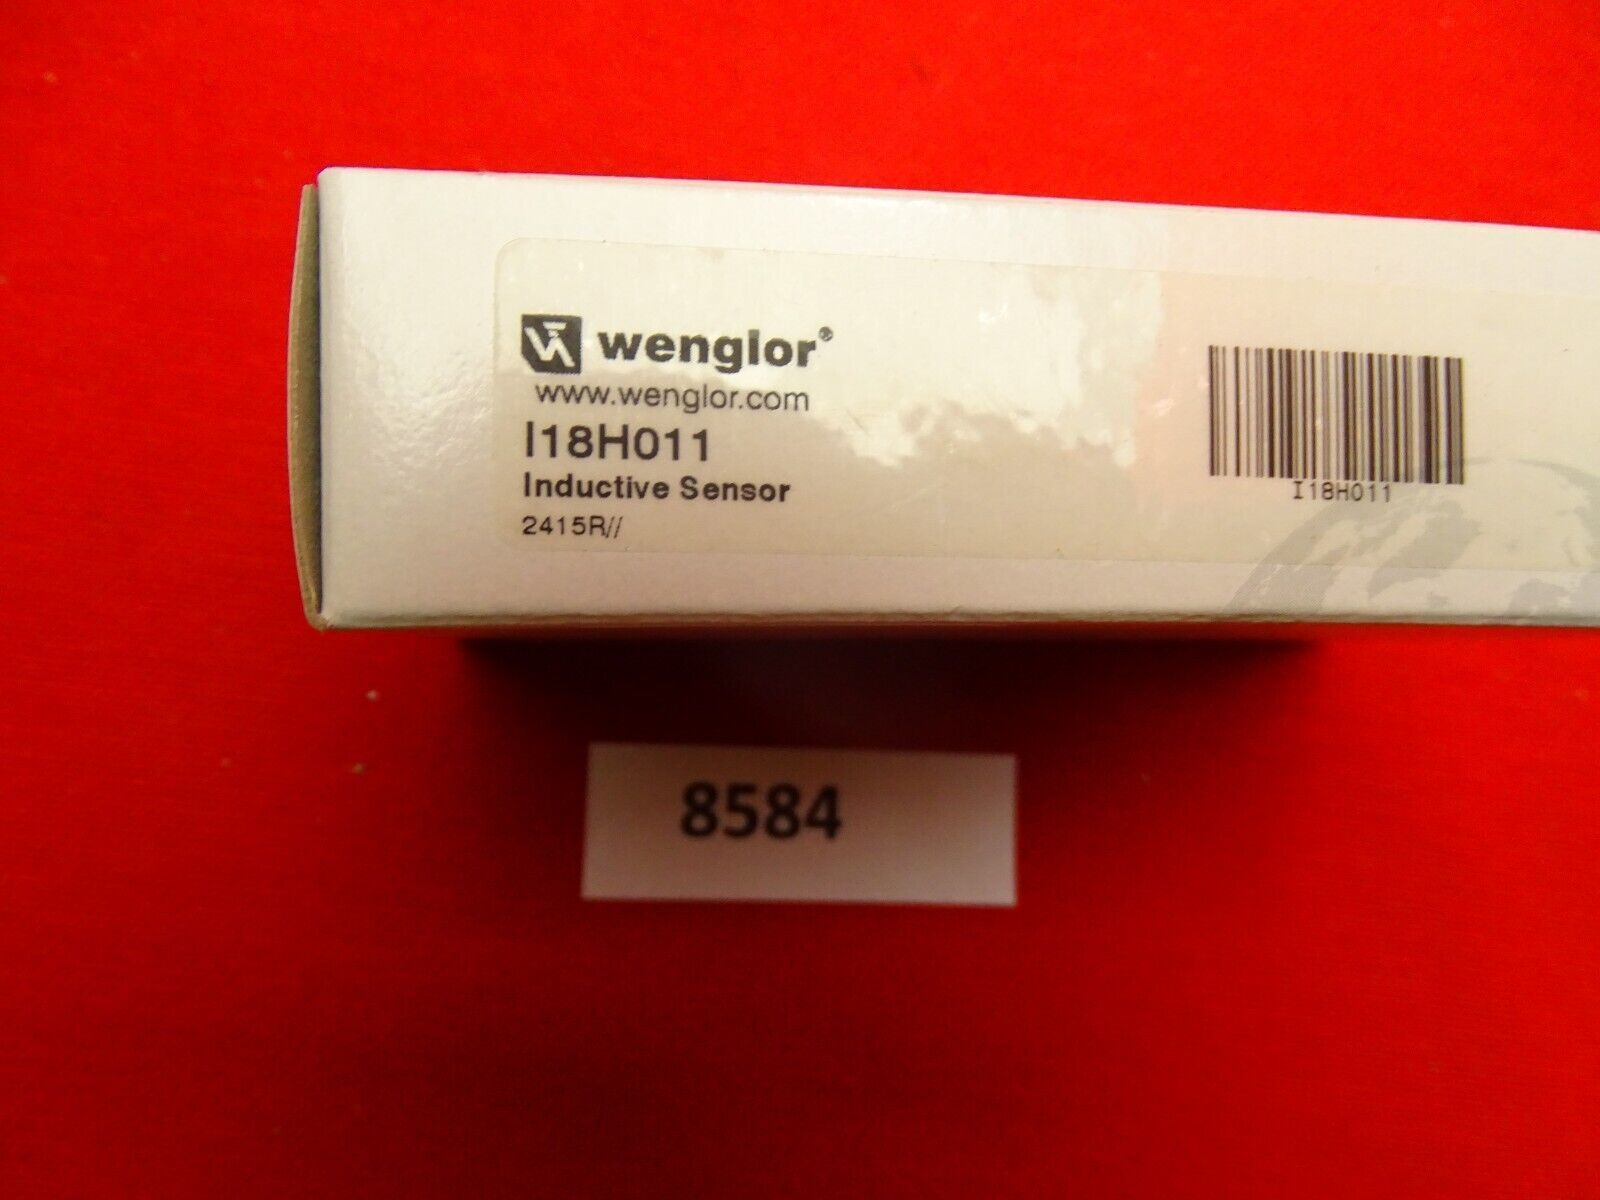 wenglor®
www.wenglor.com
I18H011
Inductive Sensor
2415R//
I18H011
8584